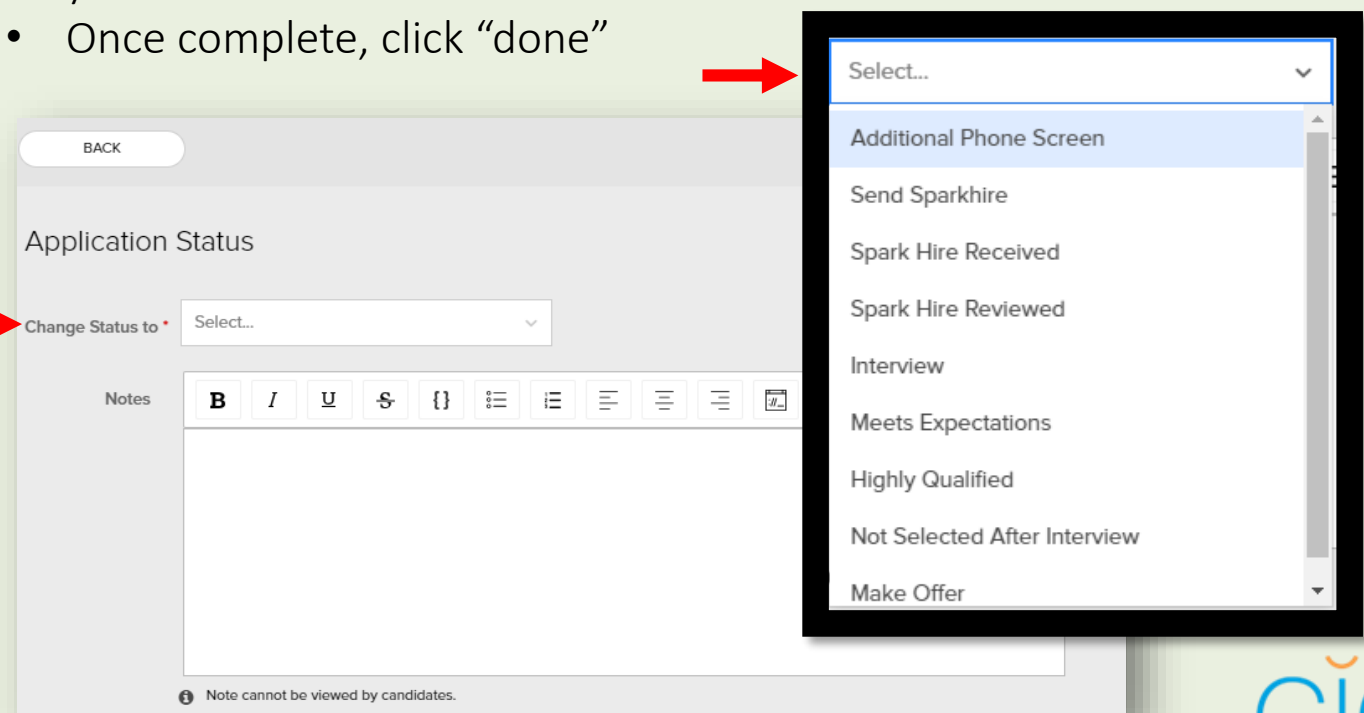 • Once complete, click “done”
BACK
Application Status
Change Status to *
Select...
Notes
B I U S {}
Note cannot be viewed by candidates.
Select...
Additional Phone Screen
Send Sparkhire
Spark Hire Received
Spark Hire Reviewed
Interview
Meets Expectations
Highly Qualified
Not Selected After Interview
Make Offer